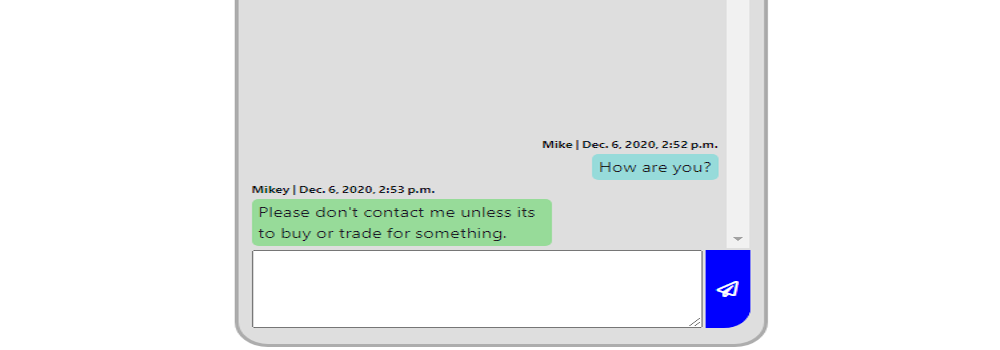 Mike | Dec. 6, 2020, 2:52 p.m.
How are you?
Mikey | Dec. 6, 2020, 2:53 p.m.
Please don't contact me unless its
to buy or trade for something.